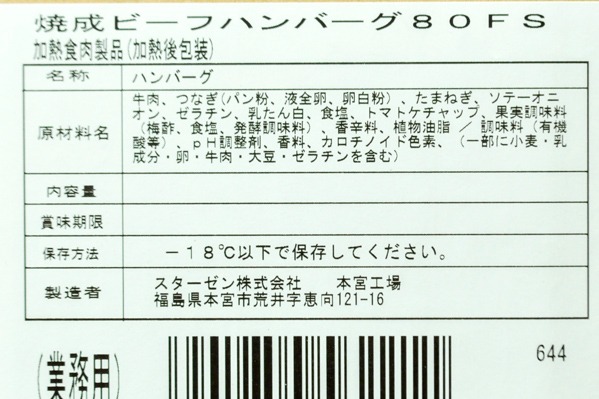 焼成ビーフハンバーグ80FS
加熱食肉製品(加熱後包装)
名称 ハンバーグ
原材料名 牛肉、つなぎ(パン粉、液全卵、卵白粉)、たまねぎ、ソテーオニ
オン、ゼラチン、乳たん白、食塩、トマトケチャップ、果実調味料
(梅酢、食塩、発酵調味料)、香辛料、植物油脂 / 調味料(有機
酸等)、pH調整剤、香料、カロチノイド色素、(一部に小麦・乳
成分・卵・牛肉・大豆・ゼラチンを含む)
内容量
賞味期限
保存方法 -18℃以下で保存してください。
製造者 スターゼン株式会社 本宮工場
福島県本宮市荒井字恵向121-16
(業務用)
644